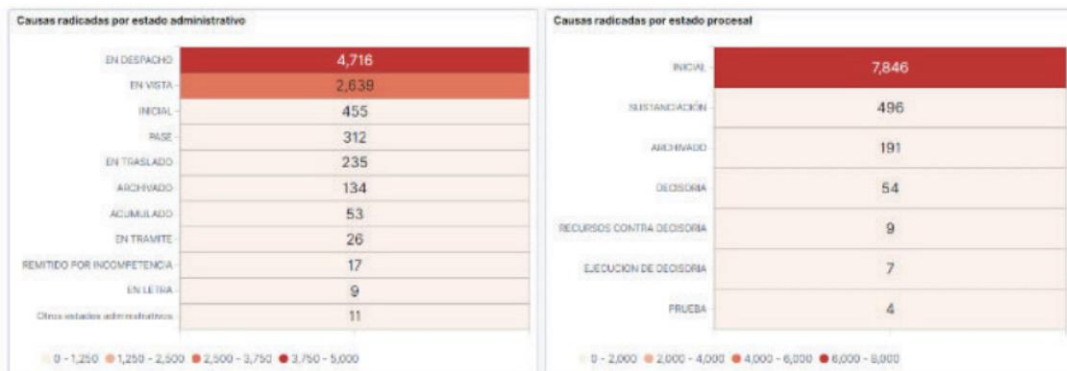 Causas radicadas por estado administrativo
EN DESPACHO 4,716
EN VISTA 2,639
INICIAL 455
PASE 312
EN TRASLADO 235
ARCHIVADO 134
ACUMULADO 53
EN TRAMITE 26
REMITIDO POR INCOMPETENCIA 17
EN LETRA 9
Otros estados administrativos 11
0 - 1,250 1,250 - 2,500 2,500 - 3,750 3,750 - 5,000
Causas radicadas por estado procesal
INICIAL 7,846
SUSTANCIACIÓN 496
ARCHIVADO 191
DECISORIA 54
RECURSOS CONTRA DECISORIA 9
EJECUCION DE DECISORIA 7
PRUEBA 4
0 - 2,000 2,000 - 4,000 4,000 - 6,000 6,000 - 8,000